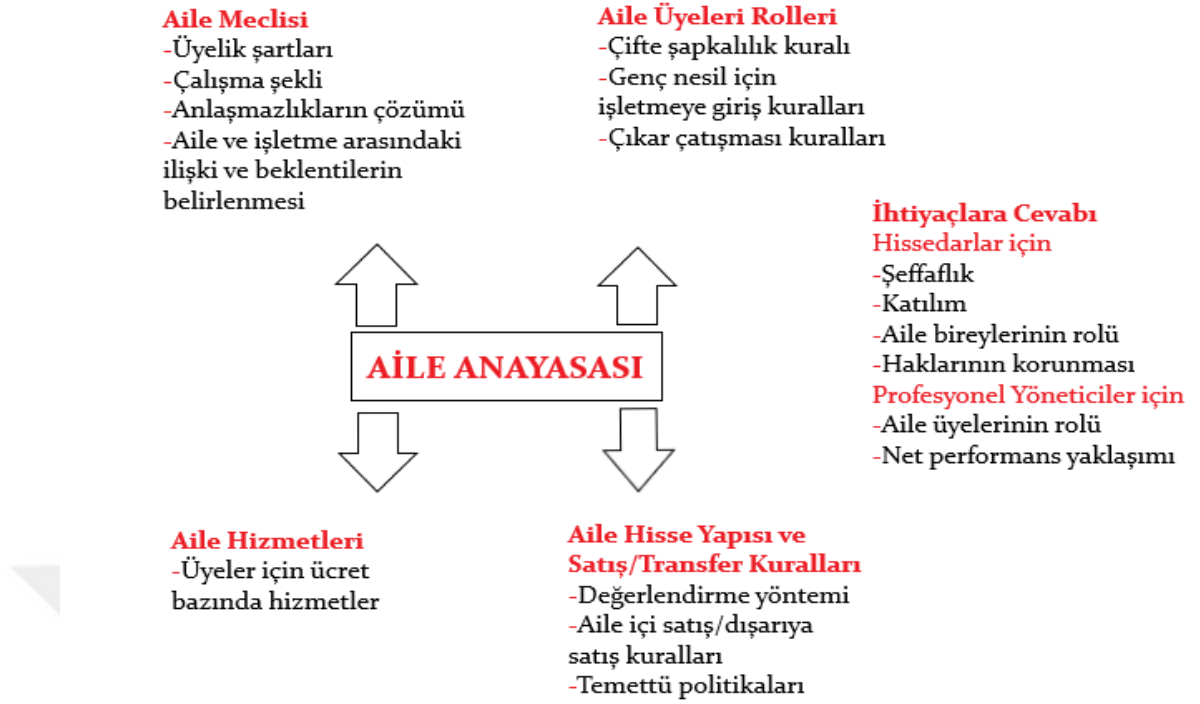 Aile Meclisi
-Üyelik şartları
-Çalışma şekli
-Anlaşmazlıkların çözümü
-Aile ve işletme arasındaki
ilişki ve beklentilerin
belirlenmesi
Aile Üyeleri Rolleri
-Çifte şapkalılık kuralı
-Genç nesil için
işletmeye giriş kuralları
-Çıkar çatışması kuralları
İhtiyaçlara Cevabı
Hissedarlar için
-Şeffaflık
-Katılım
-Aile bireylerinin rolü
-Haklarının korunması
Profesyonel Yöneticiler için
-Aile üyelerinin rolü
-Net performans yaklaşımı
AİLE ANAYASASI
Aile Hizmetleri
-Üyeler için ücret
bazında hizmetler
Aile Hisse Yapısı ve
Satış/Transfer Kuralları
-Değerlendirme yöntemi
-Aile içi satış/dışarıya
satış kuralları
-Temettü politikaları